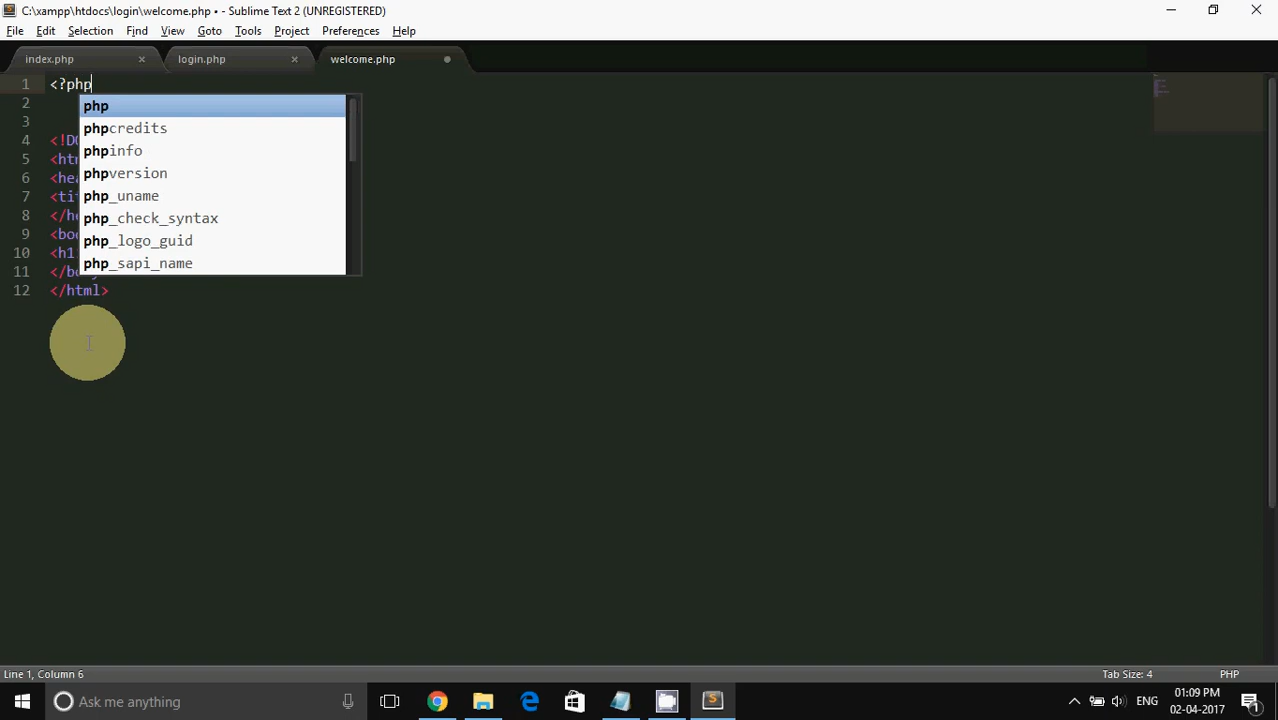 C:\xampp\htdocs\login\welcome.php • - Sublime Text 2 (UNREGISTERED)
File Edit Selection Find View Goto Tools Project Preferences Help
index.php × login.php × welcome.php
1 <?php
2 php
phpcredits
3
4 <!DO phpinfo
5 <htm phpversion
6 <hea
7 <tit php_uname
8 </he php_check_syntax
9 <boo php_logo_guid
10 <h1
11 </body php_sapi_name
12 </html>
Line 1, Column 6 Tab Size: 4 PHP
Ask me anything ENG 01:09 PM
02-04-2017 1